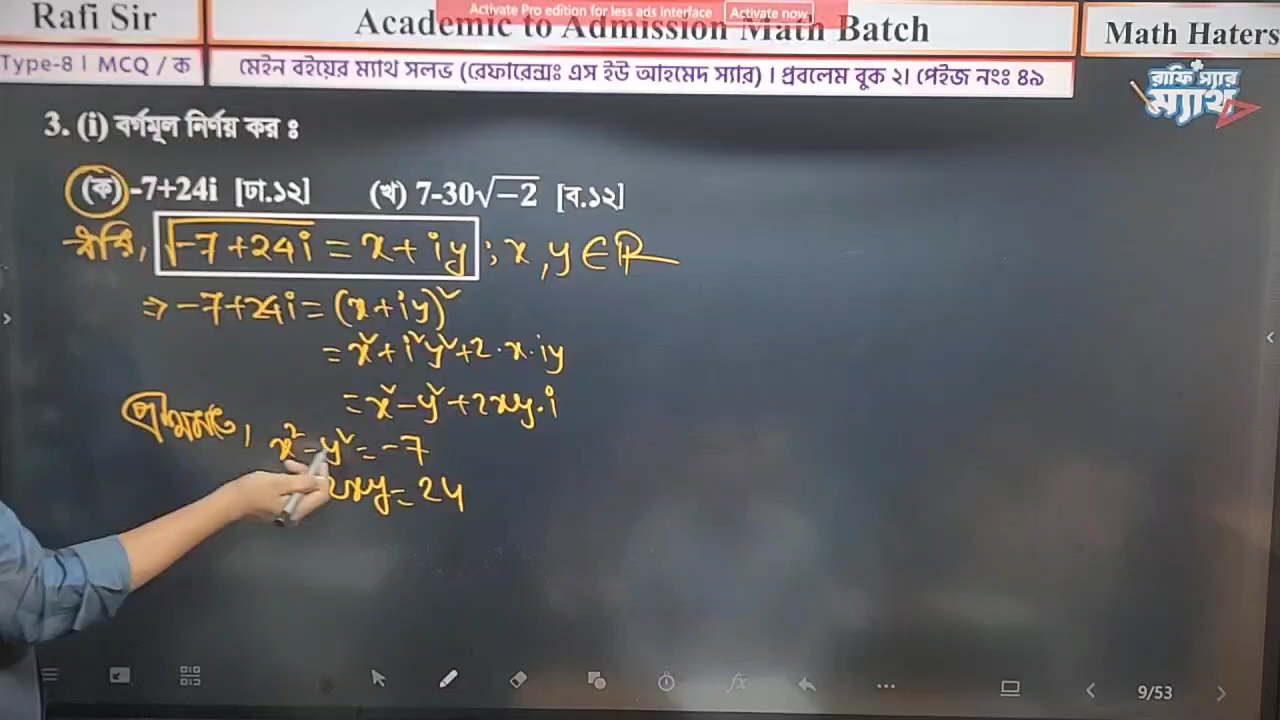 Activate Pro edition for less ads interface Activate now
Rafi Sir
Academic to Admission Math Batch
Math Haters
Type-8 । MCQ / ক
মেইন বইয়ের ম্যাথ সলভ (রেফারেন্সঃ এস ইউ আহমেদ স্যার) । প্রবলেম বুক ২। পেইজ নংঃ ৪৯
রাফি স্যার
ম্যাথ
3. (i) বর্গমূল নির্ণয় কর ঃ
(ক) -7+24i [ঢা.১২] (খ) 7-30√-2 [ব.১২]
ধরি, √-7+24i = x+iy ; x, y ∈ ℝ
⇒ -7+24i = (x+iy)²
= x²+i²y²+2·x·iy
= x²-y²+2xy·i
প্রশ্নমতে, x²-y² = -7
2xy = 24
9/53